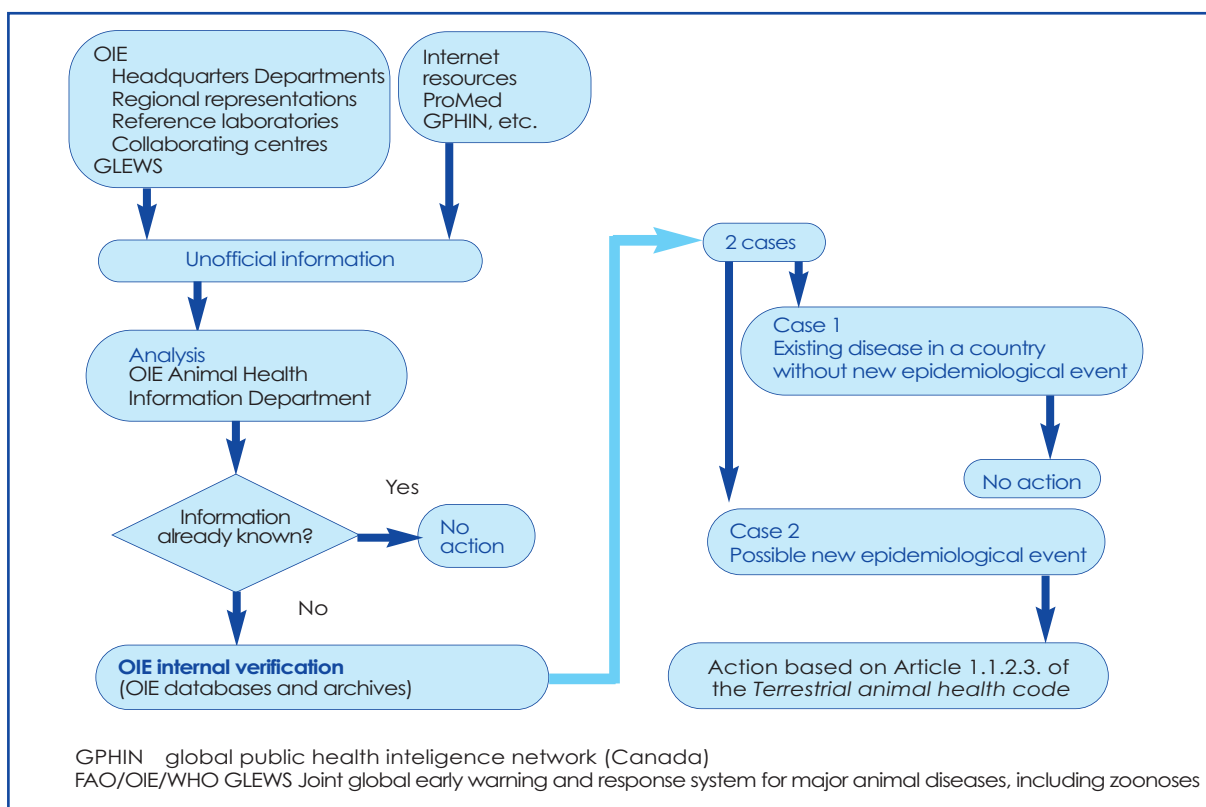 OIE
Headquarters Departments
Regional representations
Reference laboratories
Collaborating centres
GLEWS
Internet
resources
ProMed
GPHIN, etc.
Unofficial information
Analysis
OIE Animal Health
Information Department
Information
already known?
Yes
No
action
No
OIE internal verification
(OIE databases and archives)
2 cases
Case 1
Existing disease in a country
without new epidemiological event
No action
Case 2
Possible new epidemiological event
Action based on Article 1.1.2.3. of
the Terrestrial animal health code
GPHIN global public health inteligence network (Canada)
FAO/OIE/WHO GLEWS Joint global early warning and response system for major animal diseases, including zoonoses